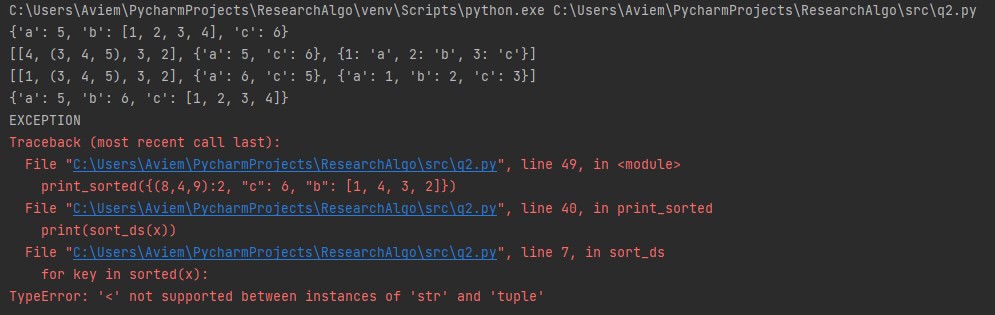 C:\Users\Aviem\PycharmProjects\ResearchAlgo\venv\Scripts\python.exe C:\Users\Aviem\PycharmProjects\ResearchAlgo\src\q2.py
{'a': 5, 'b': [1, 2, 3, 4], 'c': 6}
[[4, (3, 4, 5), 3, 2], {'a': 5, 'c': 6}, {1: 'a', 2: 'b', 3: 'c'}]
[[1, (3, 4, 5), 3, 2], {'a': 6, 'c': 5}, {'a': 1, 'b': 2, 'c': 3}]
{'a': 5, 'b': 6, 'c': [1, 2, 3, 4]}
EXCEPTION
Traceback (most recent call last):
  File "C:\Users\Aviem\PycharmProjects\ResearchAlgo\src\q2.py", line 49, in <module>
    print_sorted({(8,4,9):2, "c": 6, "b": [1, 4, 3, 2]})
  File "C:\Users\Aviem\PycharmProjects\ResearchAlgo\src\q2.py", line 40, in print_sorted
    print(sort_ds(x))
  File "C:\Users\Aviem\PycharmProjects\ResearchAlgo\src\q2.py", line 7, in sort_ds
    for key in sorted(x):
TypeError: '<' not supported between instances of 'str' and 'tuple'